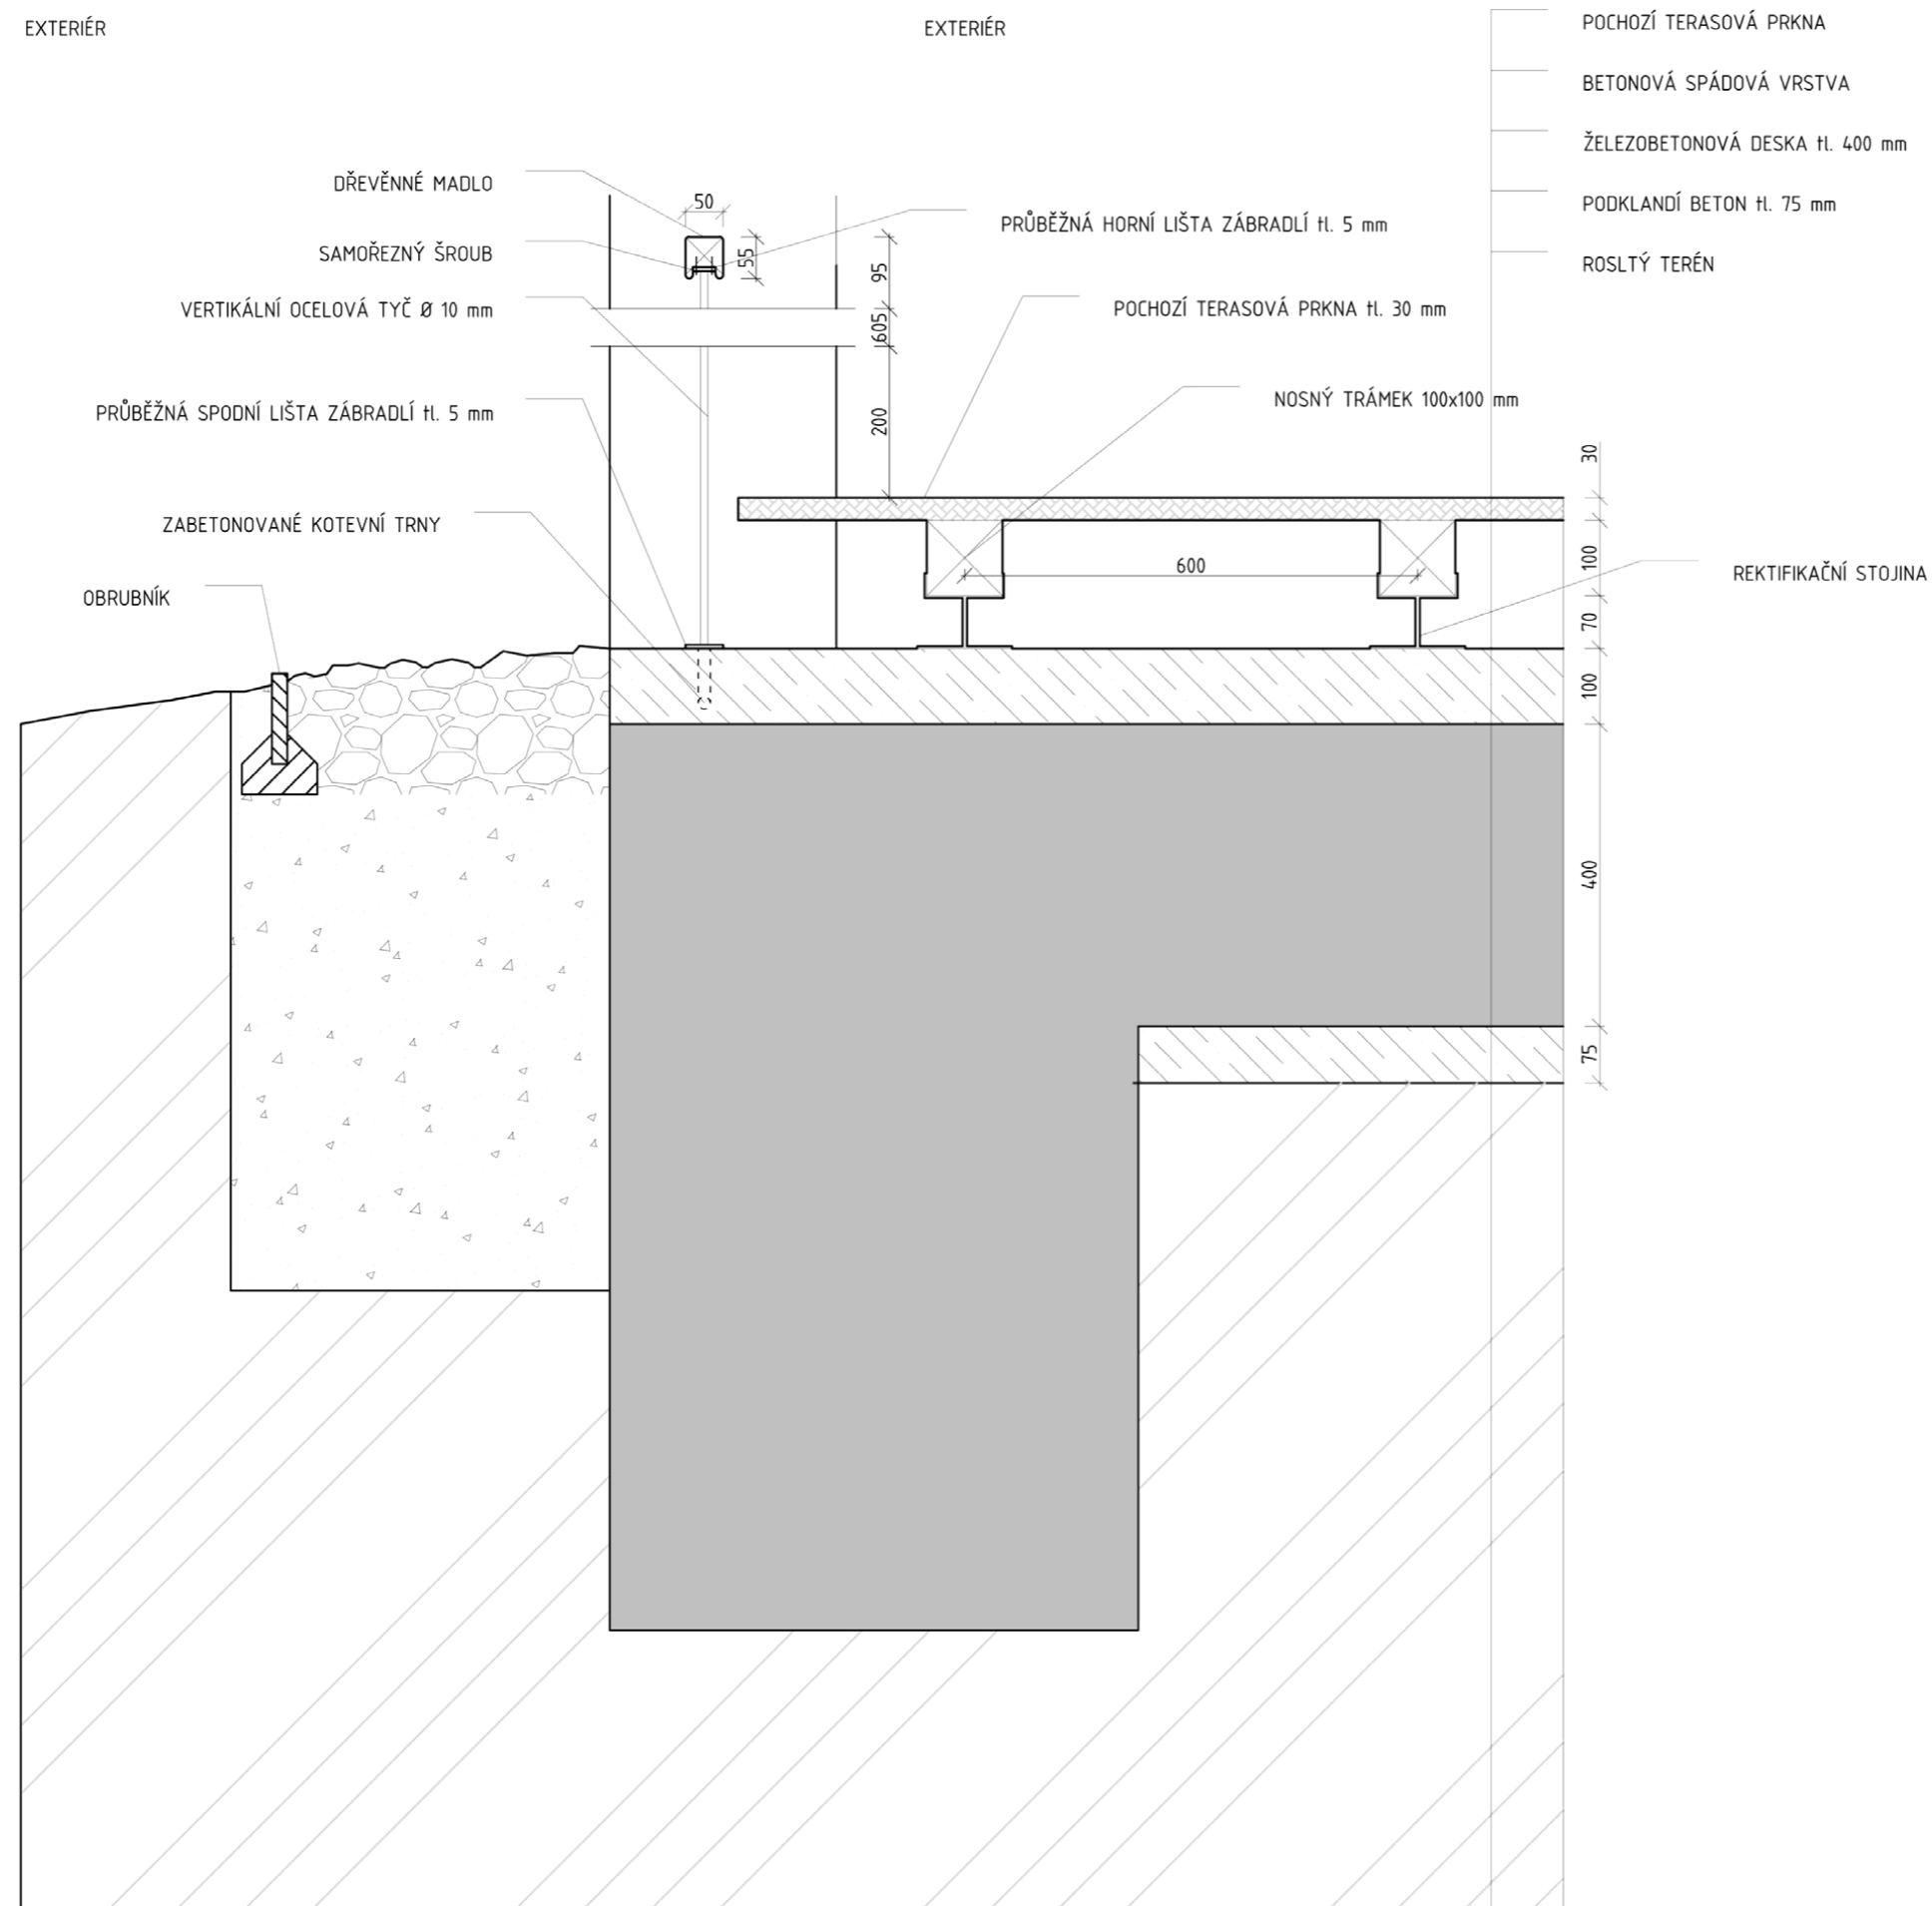 EXTERIÉR
EXTERIÉR
POCHOZÍ TERASOVÁ PRKNA
BETONOVÁ SPÁDOVÁ VRSTVA
ŽELEZOBETONOVÁ DESKA tl. 400 mm
PODKLANDÍ BETON tl. 75 mm
ROSLTÝ TERÉN
DŘEVĚNNÉ MADLO
SAMOŘEZNÝ ŠROUB
VERTIKÁLNÍ OCELOVÁ TYČ Ø 10 mm
PRŮBĚŽNÁ SPODNÍ LIŠTA ZÁBRADLÍ tl. 5 mm
ZABETONOVANÉ KOTEVNÍ TRNY
OBRUBNÍK
50
55
PRŮBĚŽNÁ HORNÍ LIŠTA ZÁBRADLÍ tl. 5 mm
95
605
200
POCHOZÍ TERASOVÁ PRKNA tl. 30 mm
NOSNÝ TRÁMEK 100x100 mm
600
REKTIFIKAČNÍ STOJINA
30
100
70
100
400
75